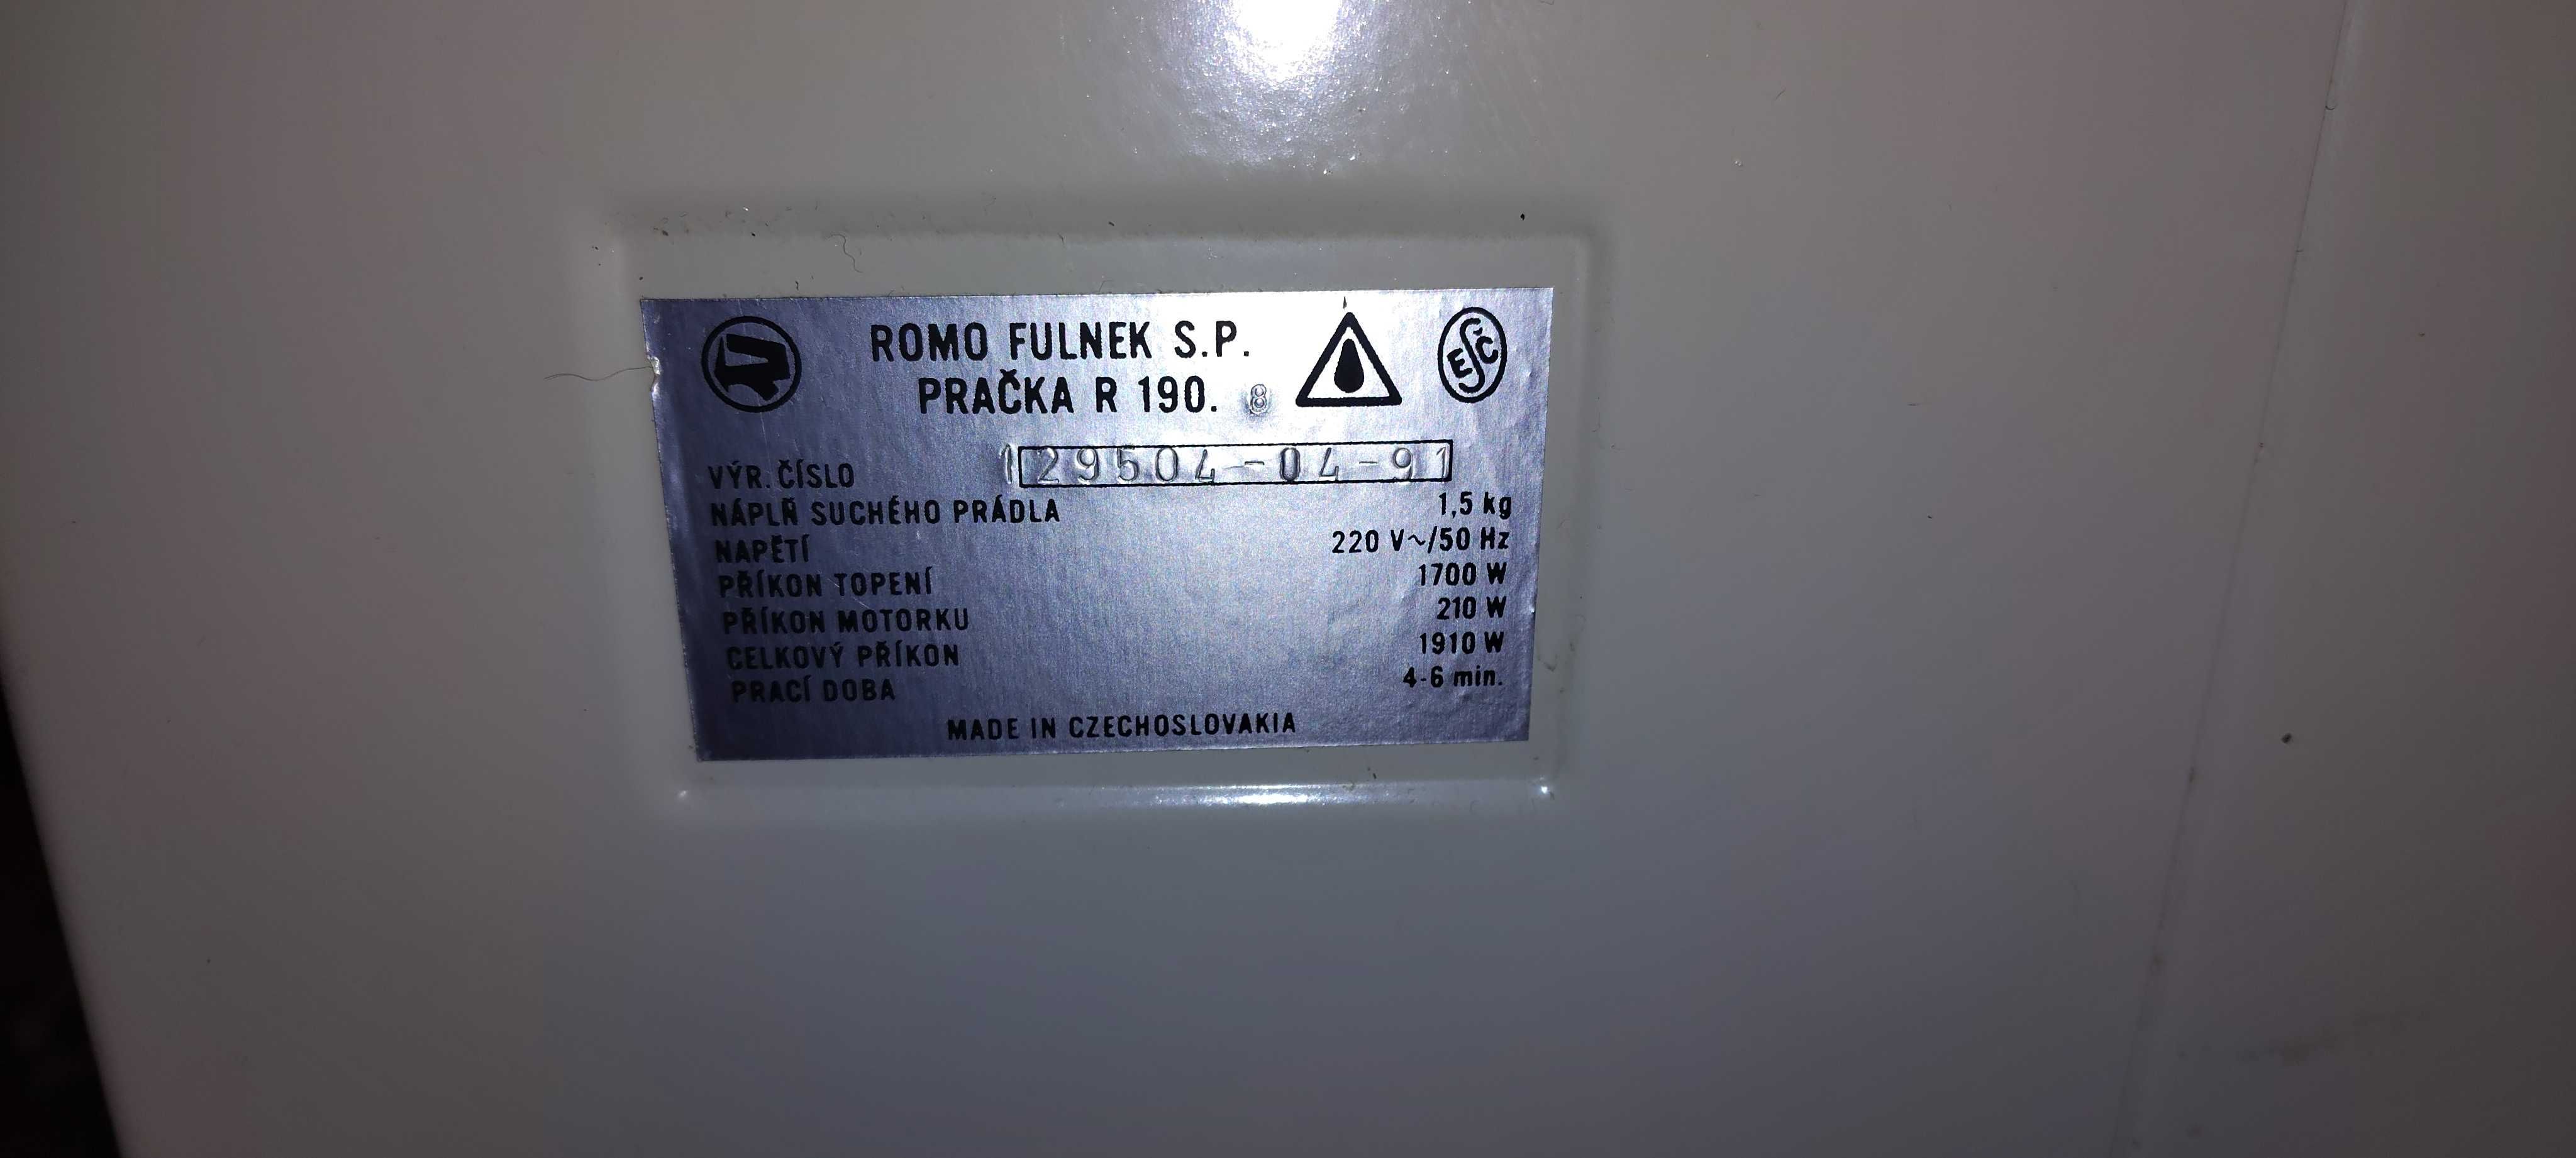 ROMO FULNEK S.P.
PRAČKA R 190. 8
ESČ
VÝR. ČÍSLO 129504-04-91
NÁPLŇ SUCHÉHO PRÁDLA 1,5 kg
NAPĚTÍ 220 V~/50 Hz
PŘÍKON TOPENÍ 1700 W
PŘÍKON MOTORKU 210 W
CELKOVÝ PŘÍKON 1910 W
PRACÍ DOBA 4-6 min.
MADE IN CZECHOSLOVAKIA